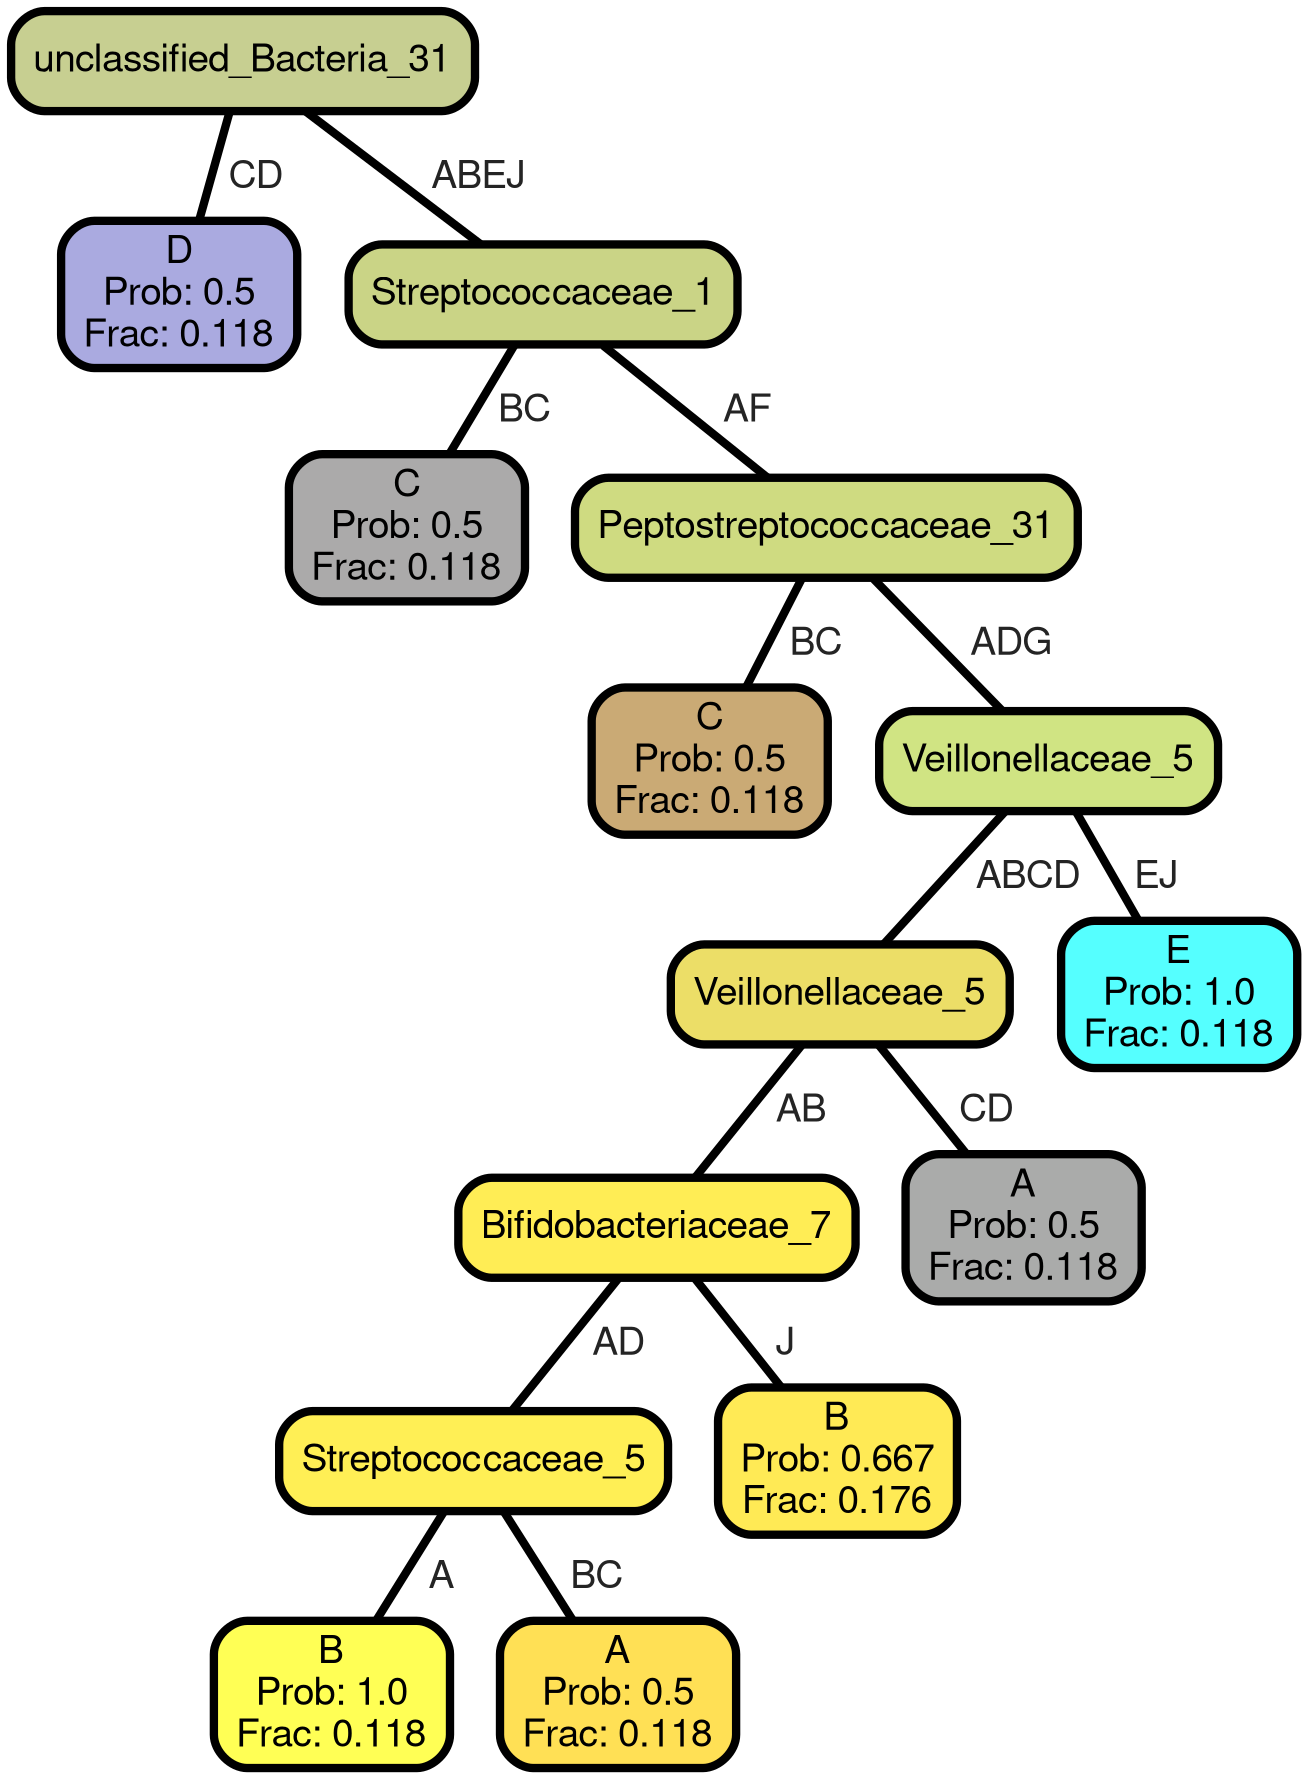 unclassified_Bacteria_31
CD
ABEJ
D
Prob: 0.5
Frac: 0.118
Streptococcaceae_1
BC
AF
C
Prob: 0.5
Frac: 0.118
Peptostreptococcaceae_31
BC
ADG
C
Prob: 0.5
Frac: 0.118
Veillonellaceae_5
ABCD
EJ
Veillonellaceae_5
E
Prob: 1.0
Frac: 0.118
AB
CD
Bifidobacteriaceae_7
A
Prob: 0.5
Frac: 0.118
AD
J
Streptococcaceae_5
B
Prob: 0.667
Frac: 0.176
A
BC
B
Prob: 1.0
Frac: 0.118
A
Prob: 0.5
Frac: 0.118